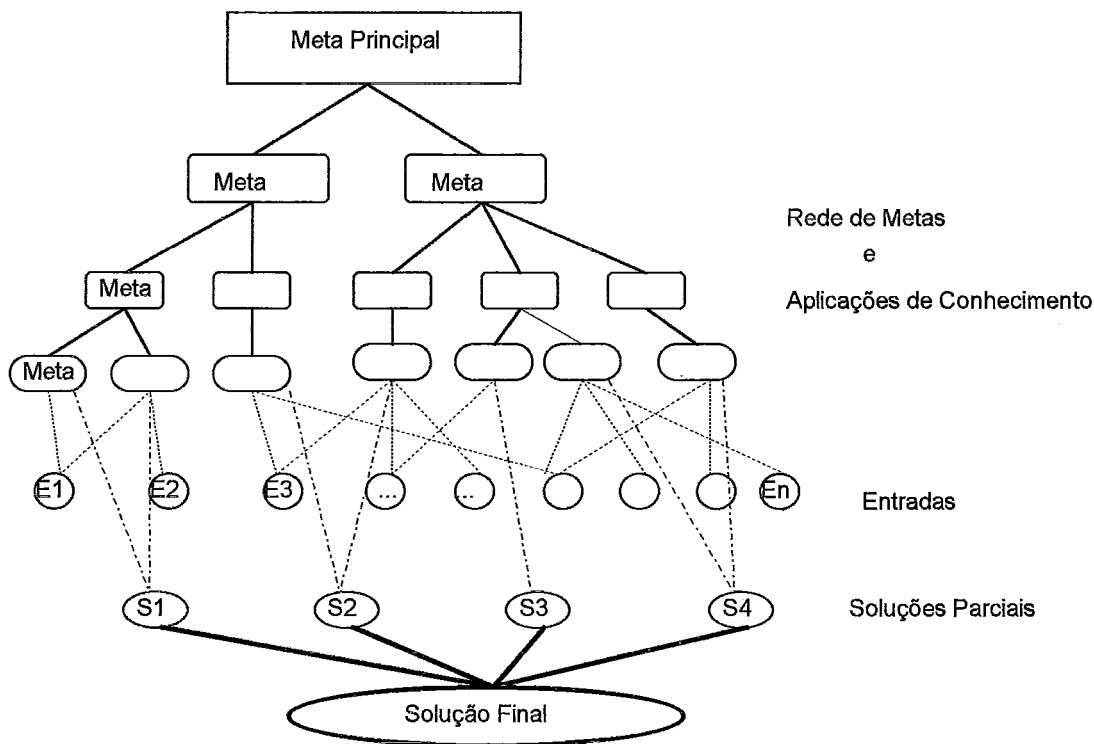 Meta Principal
Meta
Meta
Rede de Metas
e
Aplicações de Conhecimento
Meta
Meta
E1
E2
E3
...
...
En
Entradas
S1
S2
S3
S4
Soluções Parciais
Solução Final